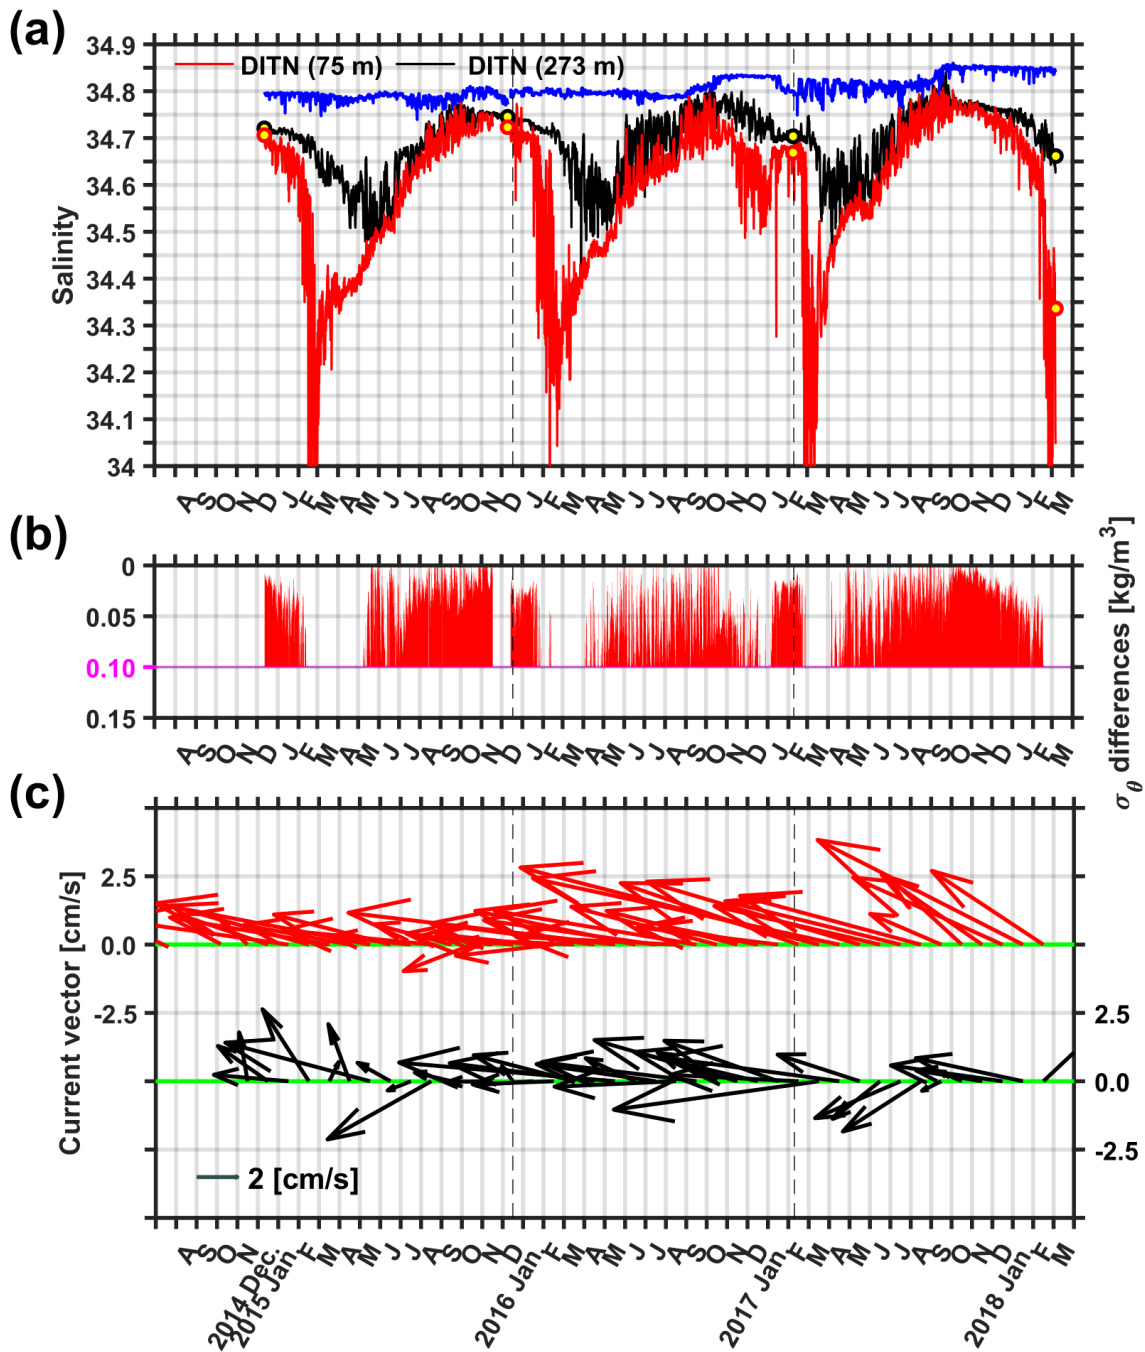 (a)
34.9
34.8
34.7
34.6
34.5
34.4
34.3
34.2
34.1
34
Salinity
DITN (75 m) DITN (273 m)
A S O N D J F M A M J J A S O N D J F M A M J J A S O N D J F M A M J J A S O N D J F M
(b)
0
0.05
0.10
0.15
σθ differences [kg/m³]
A S O N D J F M A M J J A S O N D J F M A M J J A S O N D J F M A M J J A S O N D J F M
(c)
2.5
0.0
-2.5
Current vector [cm/s]
2.5
0.0
-2.5
2 [cm/s]
A S O N 2014 Dec. 2015 Jan. F M A M J J A S O N D 2016 Jan F M A M J J A S O N D 2017 Jan F M A M J J A S O N D 2018 Jan F M